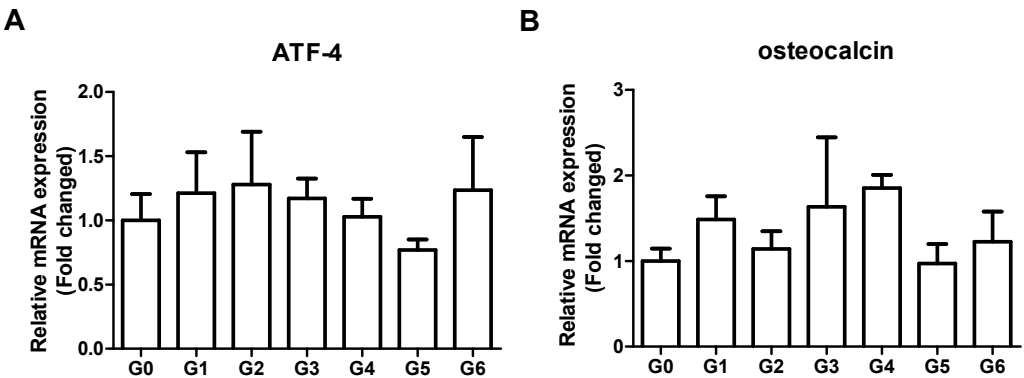 A
ATF-4
Relative mRNA expression
(Fold changed)
2.0
1.5
1.0
0.5
0.0
G0 G1 G2 G3 G4 G5 G6
B
osteocalcin
Relative mRNA expression
(Fold changed)
3
2
1
0
G0 G1 G2 G3 G4 G5 G6